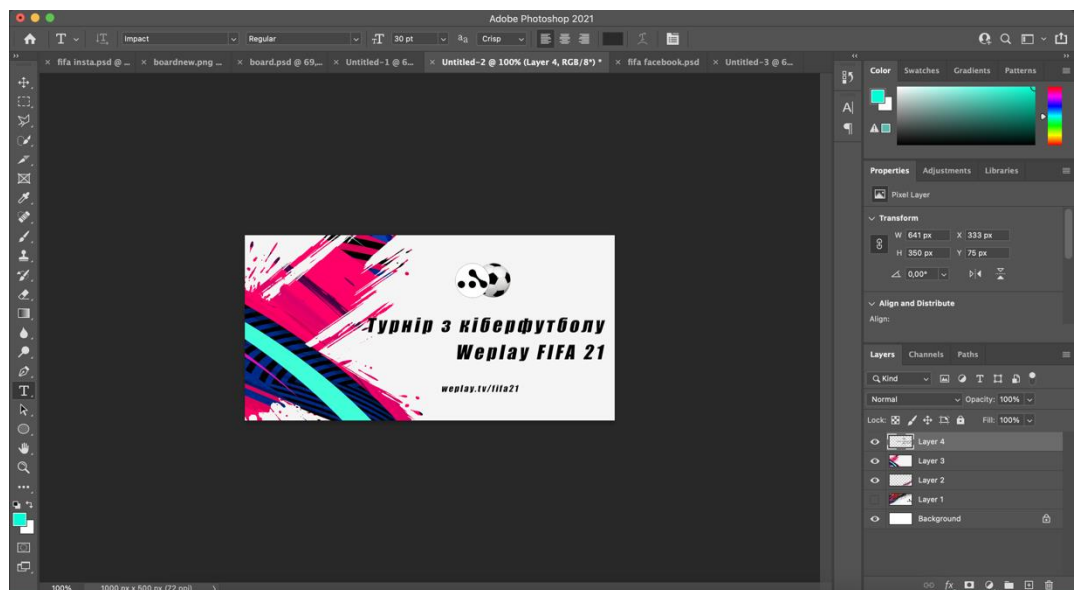 Adobe Photoshop 2021
Impact Regular 30 pt aa Crisp
× fifa insta.psd @ … × boardnew.png … × board.psd @ 69,… × Untitled-1 @ 6… × Untitled-2 @ 100% (Layer 4, RGB/8*) * × fifa facebook.psd × Untitled-3 @ 6…
Color Swatches Gradients Patterns
Properties Adjustments Libraries
Pixel Layer
Transform
W 641 px X 333 px
H 350 px Y 75 px
0,00°
Align and Distribute
Align:
Layers Channels Paths
Kind
Normal Opacity: 100%
Lock: Fill: 100%
Layer 4
Layer 3
Layer 2
Layer 1
Background
Турнір з кіберфутболу
Weplay FIFA 21
weplay.tv/fifa21
100% 1000 px x 500 px (72 ppi)
fx